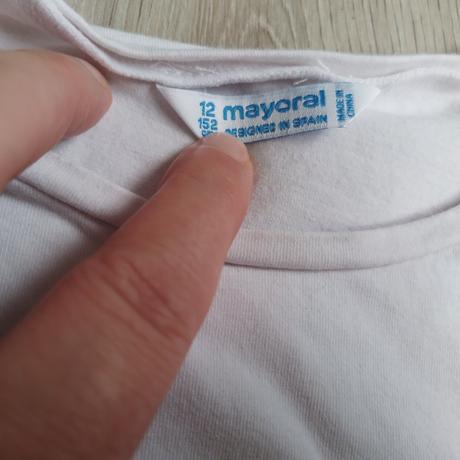 12 mayoral
152 DESIGNED IN SPAIN
MADE IN
CHINA